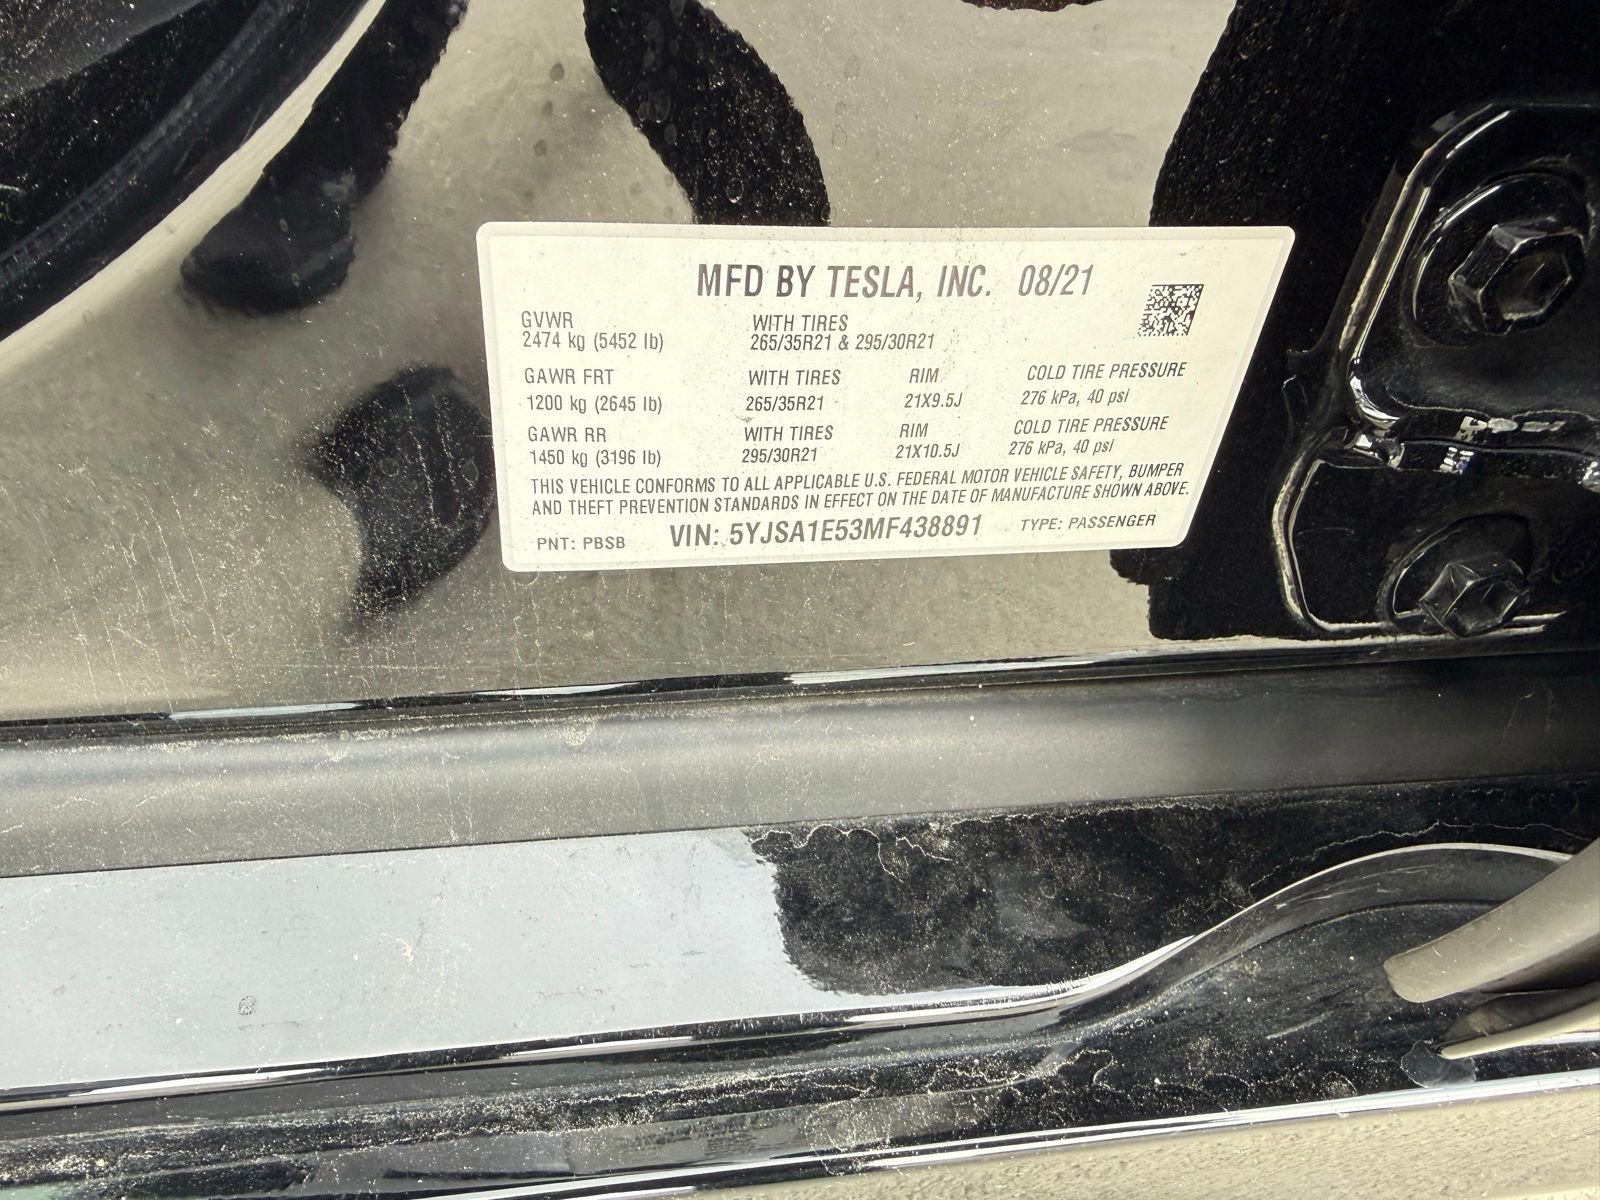 MFD BY TESLA, INC. 08/21
GVWR WITH TIRES
2474 kg (5452 lb) 265/35R21 & 295/30R21
GAWR FRT WITH TIRES RIM COLD TIRE PRESSURE
1200 kg (2645 lb) 265/35R21 21X9.5J 276 kPa, 40 psi
GAWR RR WITH TIRES RIM COLD TIRE PRESSURE
1450 kg (3196 lb) 295/30R21 21X10.5J 276 kPa, 40 psi
THIS VEHICLE CONFORMS TO ALL APPLICABLE U.S. FEDERAL MOTOR VEHICLE SAFETY, BUMPER
AND THEFT PREVENTION STANDARDS IN EFFECT ON THE DATE OF MANUFACTURE SHOWN ABOVE.
PNT: PBSB VIN: 5YJSA1E53MF438891 TYPE: PASSENGER